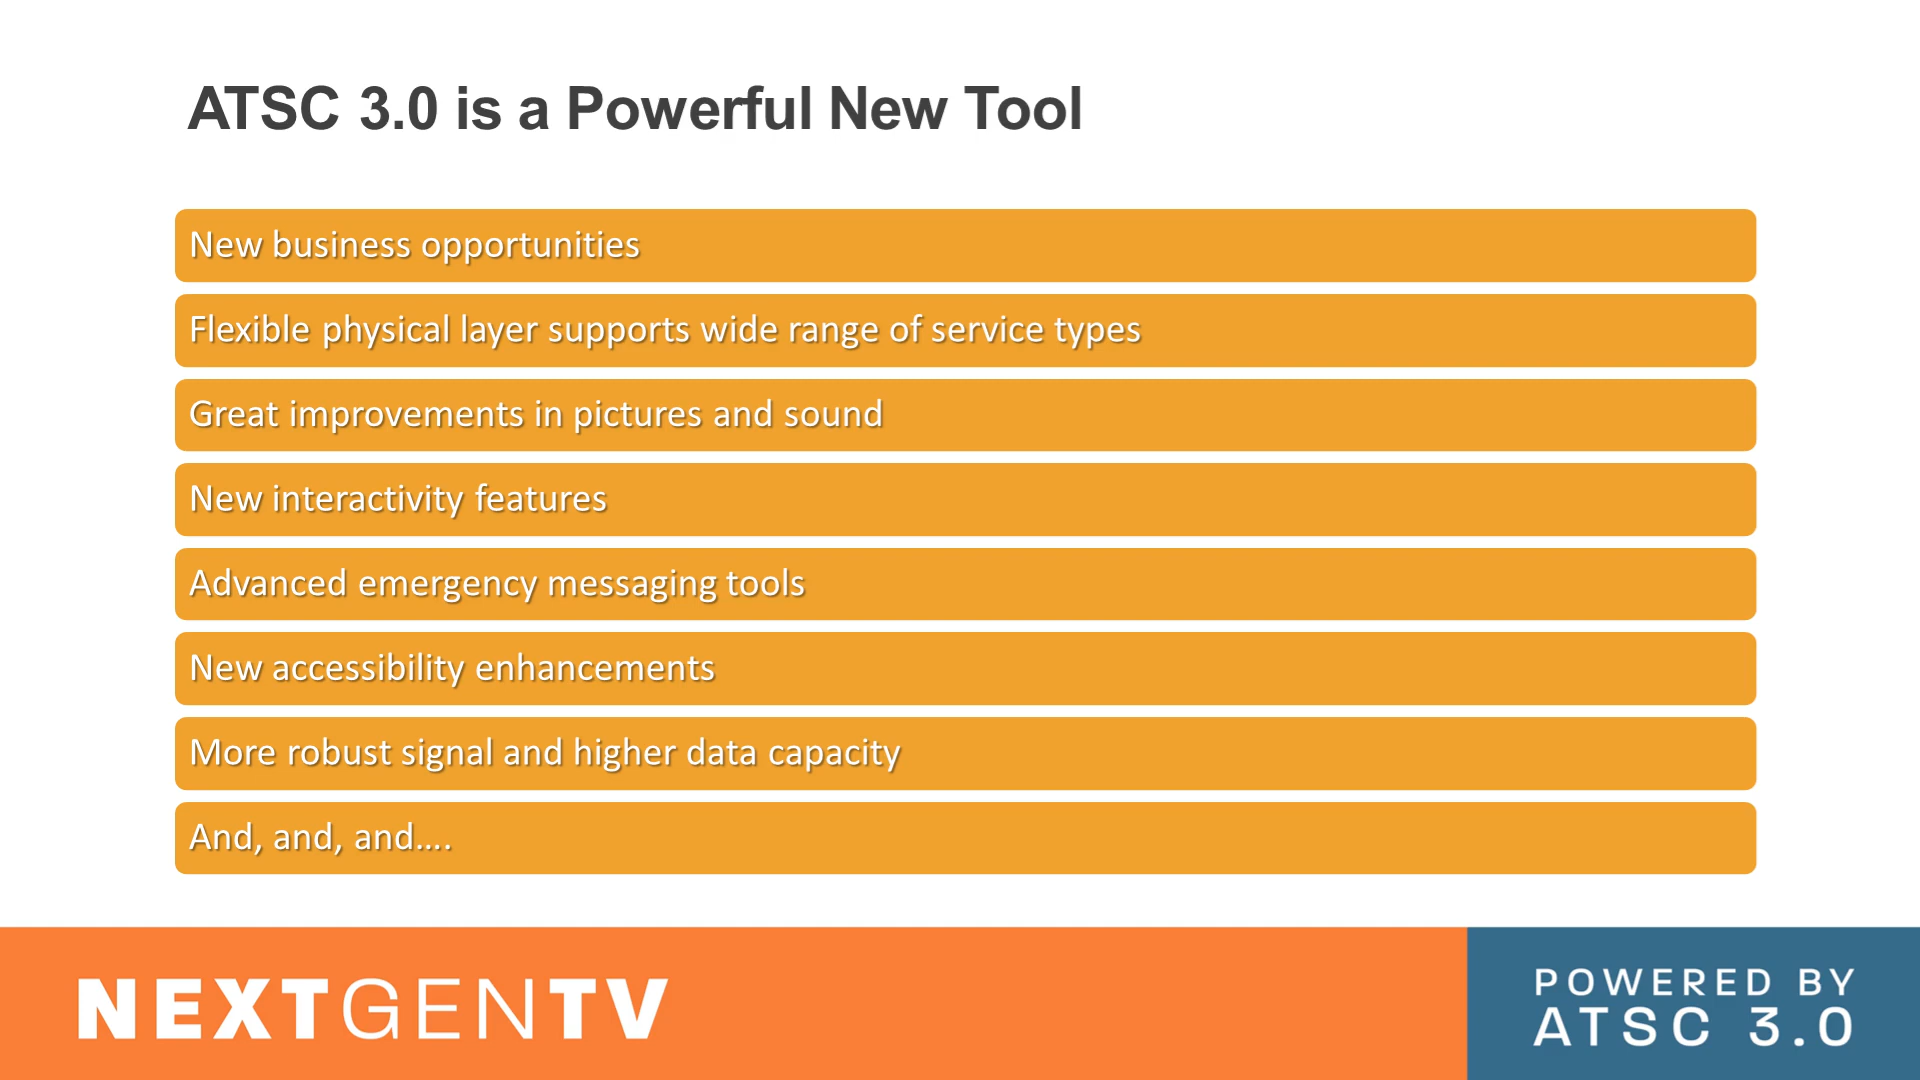 ATSC 3.0 is a Powerful New Tool
New business opportunities
Flexible physical layer supports wide range of service types
Great improvements in pictures and sound
New interactivity features
Advanced emergency messaging tools
New accessibility enhancements
More robust signal and higher data capacity
And, and, and....
NEXTGENTV
POWERED BY
ATSC 3.0